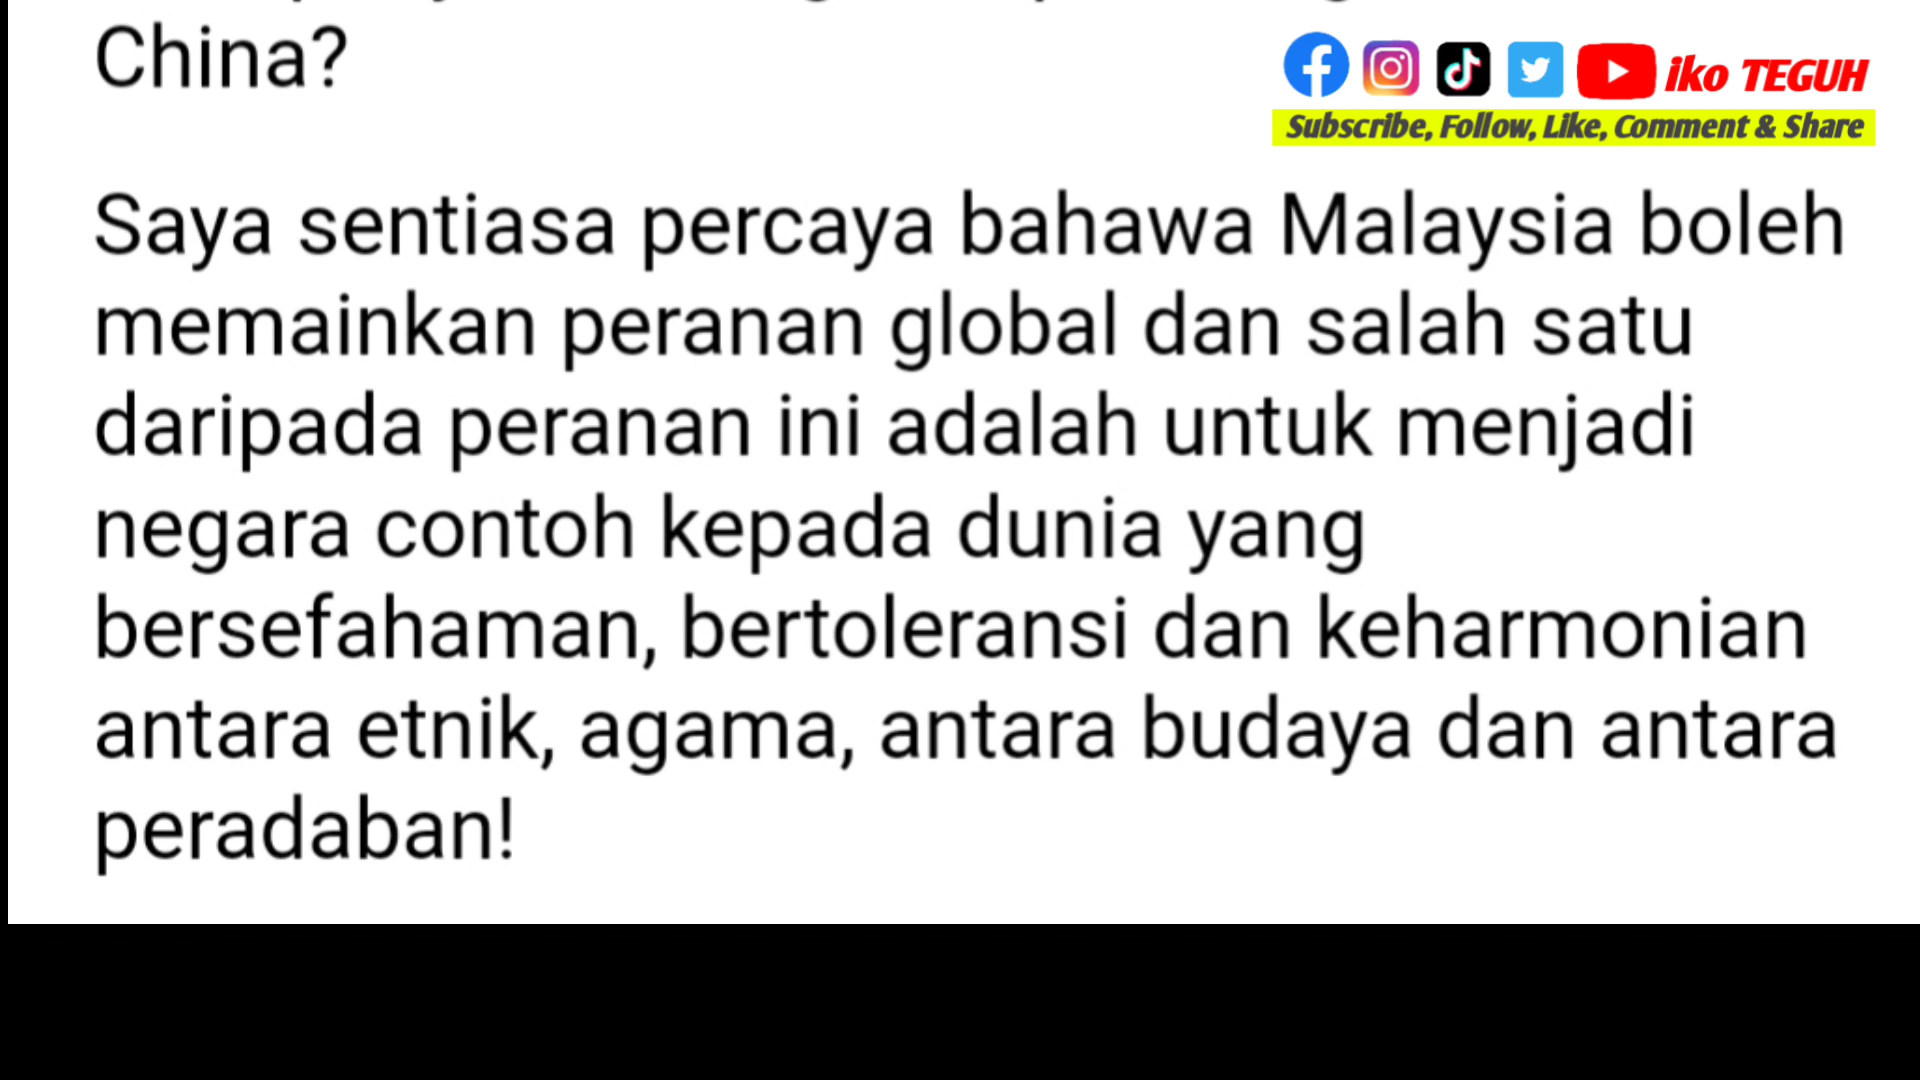 China?
iko TEGUH
Subscribe, Follow, Like, Comment & Share
Saya sentiasa percaya bahawa Malaysia boleh
memainkan peranan global dan salah satu
daripada peranan ini adalah untuk menjadi
negara contoh kepada dunia yang
bersefahaman, bertoleransi dan keharmonian
antara etnik, agama, antara budaya dan antara
peradaban!